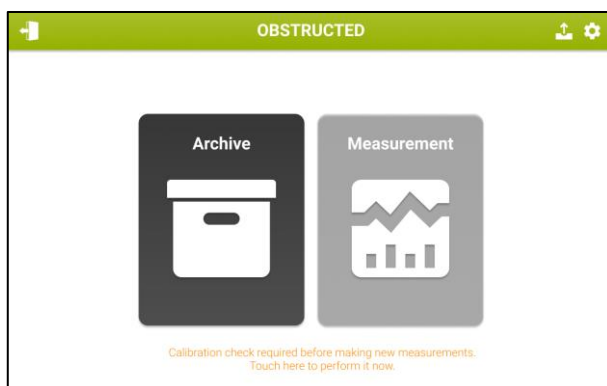 OBSTRUCTED
Archive
Measurement
Calibration check required before making new measurements.
Touch here to perform it now.